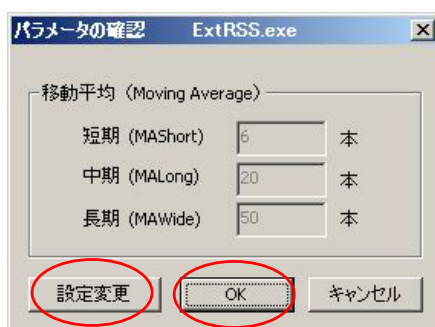 パラメータの確認 ExtRSS.exe
移動平均 (Moving Average)
短期 (MAShort) 6 本
中期 (MALong) 20 本
長期 (MAWide) 50 本
設定変更 OK キャンセル